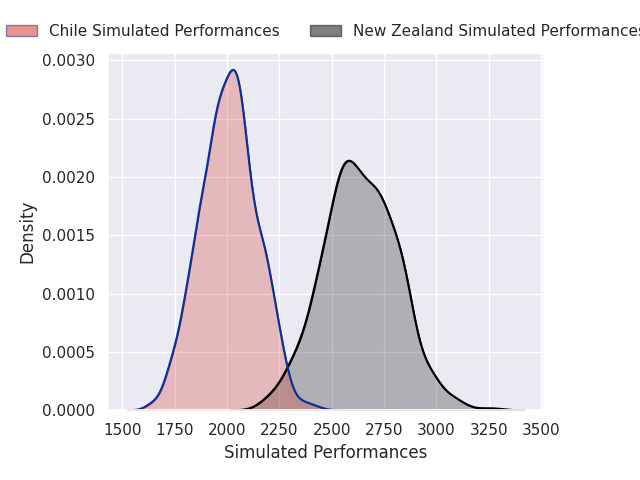 Chile Simulated Performances
New Zealand Simulated Performances
0.0030
0.0025
0.0020
0.0015
0.0010
0.0005
0.0000
Density
1500 1750 2000 2250 2500 2750 3000 3250 3500
Simulated Performances